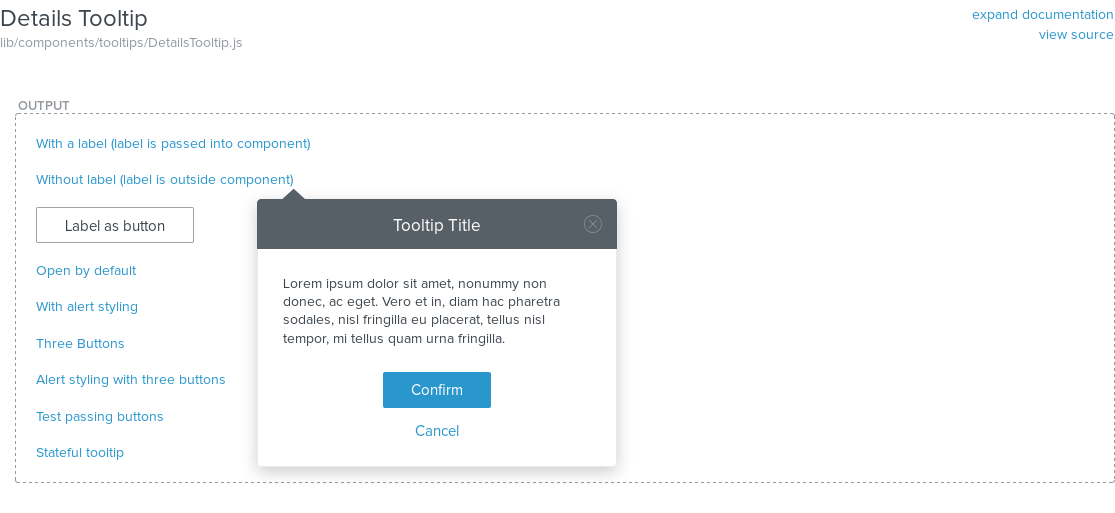 Details Tooltip
lib/components/tooltips/DetailsTooltip.js
expand documentation
view source
OUTPUT
With a label (label is passed into component)
Without label (label is outside component)
Label as button
Open by default
With alert styling
Three Buttons
Alert styling with three buttons
Test passing buttons
Stateful tooltip
Tooltip Title
Lorem ipsum dolor sit amet, nonummy non
donec, ac eget. Vero et in, diam hac pharetra
sodales, nisl fringilla eu placerat, tellus nisl
tempor, mi tellus quam urna fringilla.
Confirm
Cancel